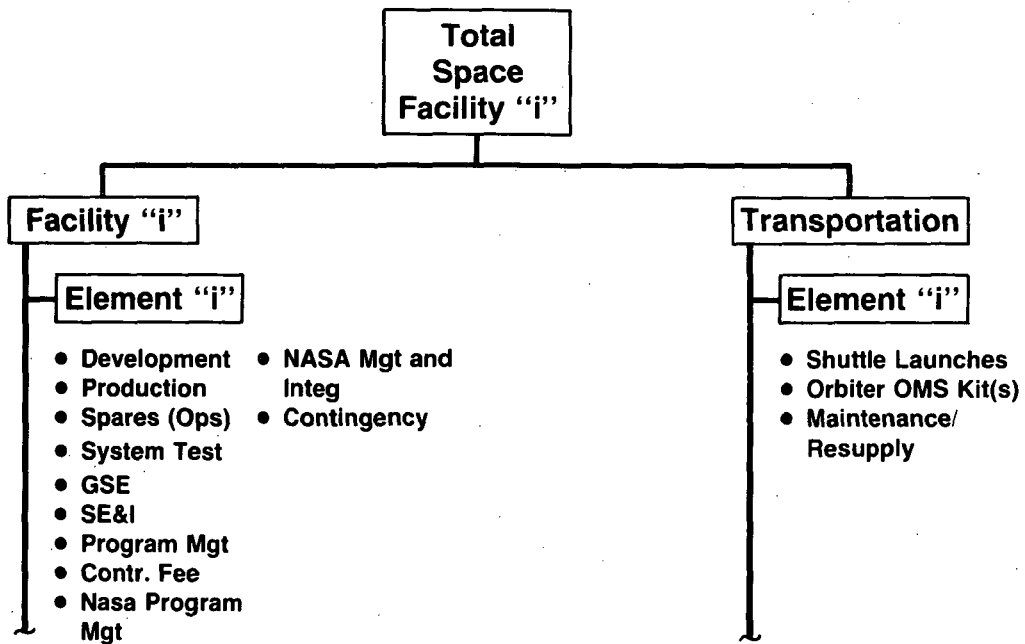 Total
Space
Facility “i”
Facility “i”
Transportation
Element “i”
● Development
● Production
● Spares (Ops)
● System Test
● GSE
● SE&I
● Program Mgt
● Contr. Fee
● Nasa Program
Mgt
● NASA Mgt and
Integ
● Contingency
Element “i”
● Shuttle Launches
● Orbiter OMS Kit(s)
● Maintenance/
Resupply